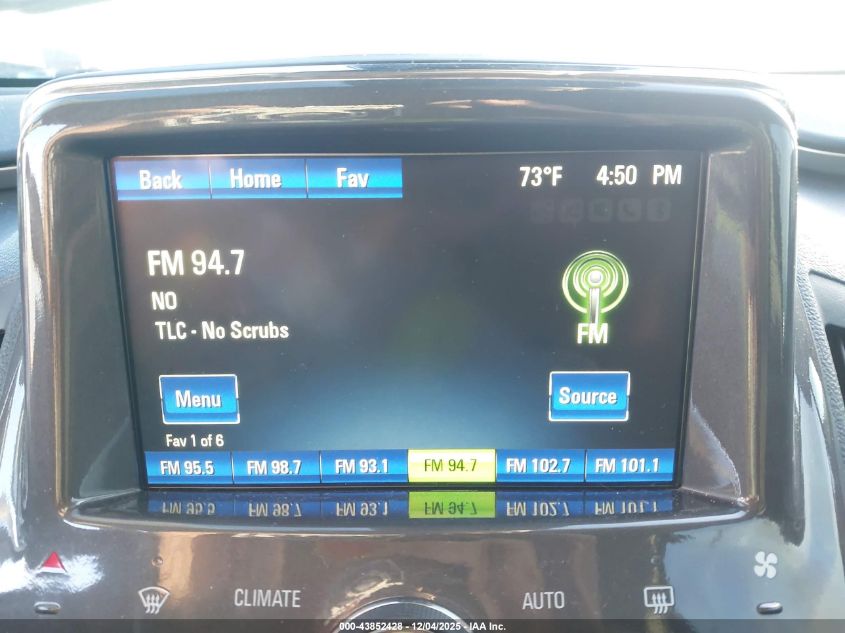 Back Home Fav 73°F 4:50 PM
FM 94.7
NO
TLC - No Scrubs
FM
Menu Source
Fav 1 of 6
FM 95.5 FM 98.7 FM 93.1 FM 94.7 FM 102.7 FM 101.1
CLIMATE AUTO
000-43852428 - 12/04/2025 - IAA Inc.